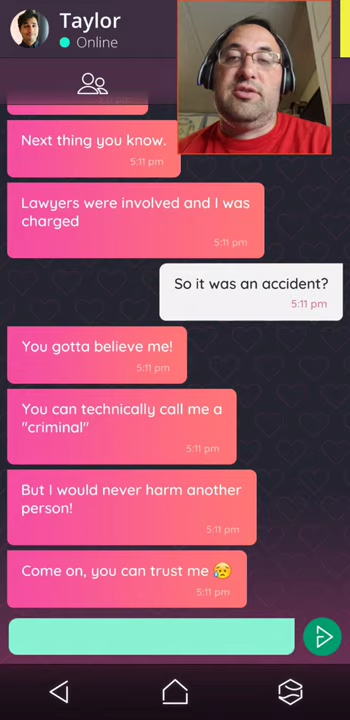 Taylor
Online
Next thing you know.
5:11 pm
Lawyers were involved and I was
charged
5:11 pm
So it was an accident?
5:11 pm
You gotta believe me!
5:11 pm
You can technically call me a
"criminal"
5:11 pm
But I would never harm another
person!
5:11 pm
Come on, you can trust me 😥
5:11 pm